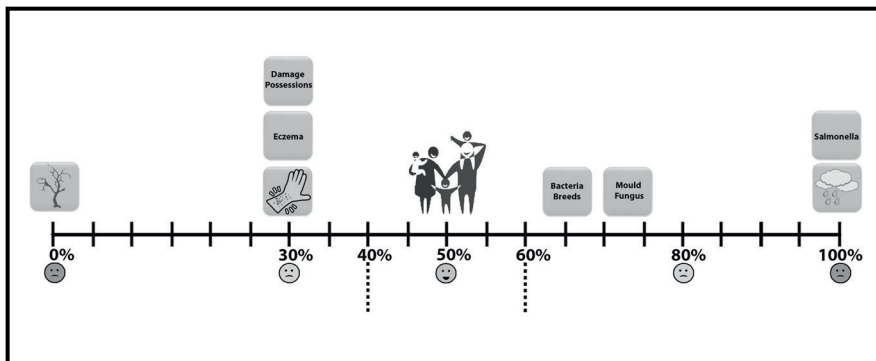 Damage
Possessions
Eczema
Salmonella
Bacteria
Breeds
Mould
Fungus
0%
30%
40%
50%
60%
80%
100%